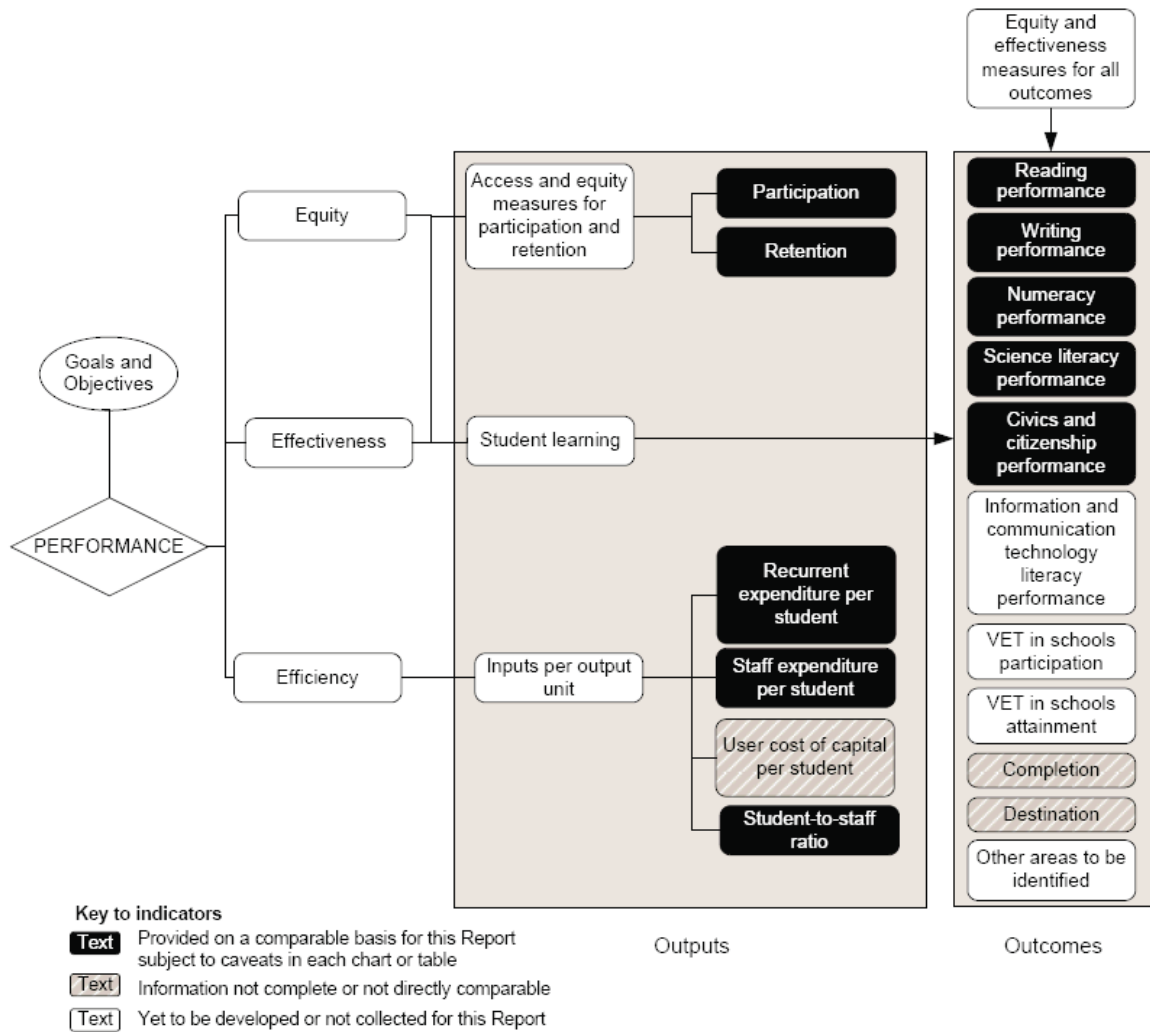 Equity and
effectiveness
measures for all
outcomes
Goals and
Objectives
PERFORMANCE
Equity
Effectiveness
Efficiency
Access and equity
measures for
participation and
retention
Student learning
Inputs per output
unit
Participation
Retention
Recurrent
expenditure per
student
Staff expenditure
per student
User cost of capital
per student
Student-to-staff
ratio
Reading
performance
Writing
performance
Numeracy
performance
Science literacy
performance
Civics and
citizenship
performance
Information and
communication
technology
literacy
performance
VET in schools
participation
VET in schools
attainment
Completion
Destination
Other areas to be
identified
Outputs
Outcomes
Key to indicators
Text Provided on a comparable basis for this Report
subject to caveats in each chart or table
Text Information not complete or not directly comparable
Text Yet to be developed or not collected for this Report